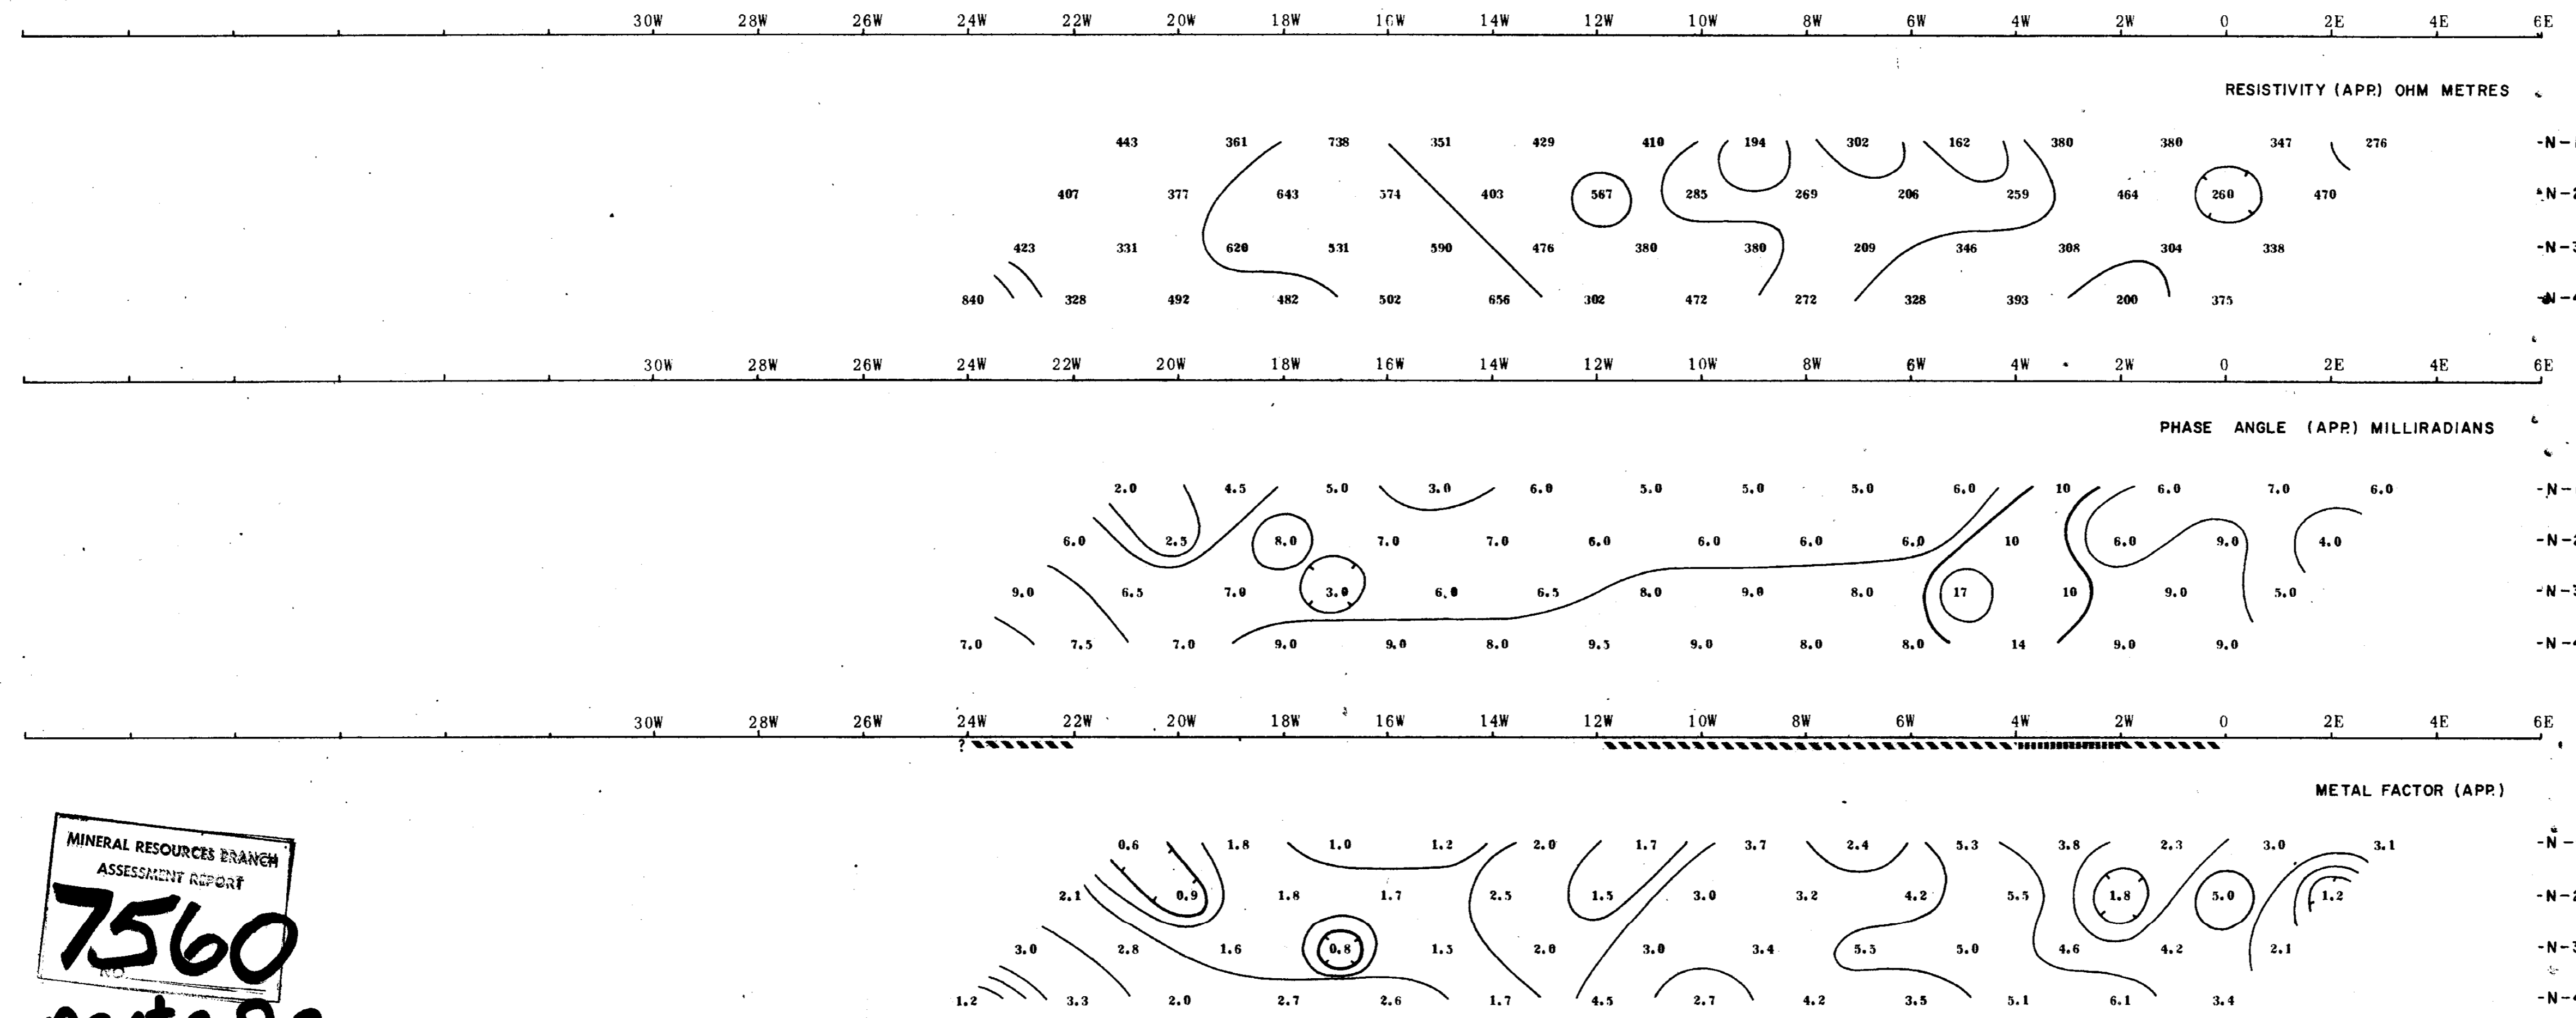 30W 28W 26W 24W 22W 20W 18W 16W 14W 12W 10W 8W 6W 4W 2W 0 2E 4E 6E
RESISTIVITY (APP.) OHM METRES
443 361 738 351 429 410 194 302 162 380 380 347 276 -N-
407 377 643 574 403 567 285 269 206 259 464 260 470 -N-2
423 331 620 531 590 476 380 380 209 346 308 304 338 -N-3
840 328 492 482 502 656 302 472 272 328 393 200 375 -N-4
30W 28W 26W 24W 22W 20W 18W 16W 14W 12W 10W 8W 6W 4W 2W 0 2E 4E 6E
PHASE ANGLE (APP.) MILLIRADIANS
2.0 4.5 5.0 3.0 6.0 5.0 5.0 5.0 6.0 10 6.0 7.0 6.0 -N-
6.0 2.5 8.0 7.0 7.0 6.0 6.0 6.0 6.0 10 6.0 9.0 4.0 -N-2
9.0 6.5 7.0 3.0 6.0 6.5 8.0 9.0 8.0 17 10 9.0 5.0 -N-3
7.0 7.5 7.0 9.0 9.0 8.0 9.5 9.0 8.0 8.0 14 9.0 9.0 -N-4
30W 28W 26W 24W 22W 20W 18W 16W 14W 12W 10W 8W 6W 4W 2W 0 2E 4E 6E
?
METAL FACTOR (APP.)
0.6 1.8 1.0 1.2 2.0 1.7 3.7 2.4 5.3 3.8 2.3 3.0 3.1 -N-
2.1 0.9 1.8 1.7 2.5 1.5 3.0 3.2 4.2 5.5 1.8 5.0 1.2 -N-2
3.0 2.8 1.6 0.8 1.5 2.0 3.0 3.4 5.5 5.0 4.6 4.2 2.1 -N-3
1.2 3.3 2.0 2.7 2.6 1.7 4.5 2.7 4.2 3.5 5.1 6.1 3.4 -N-4
MINERAL RESOURCES BRANCH
ASSESSMENT REPORT
7560
NO.